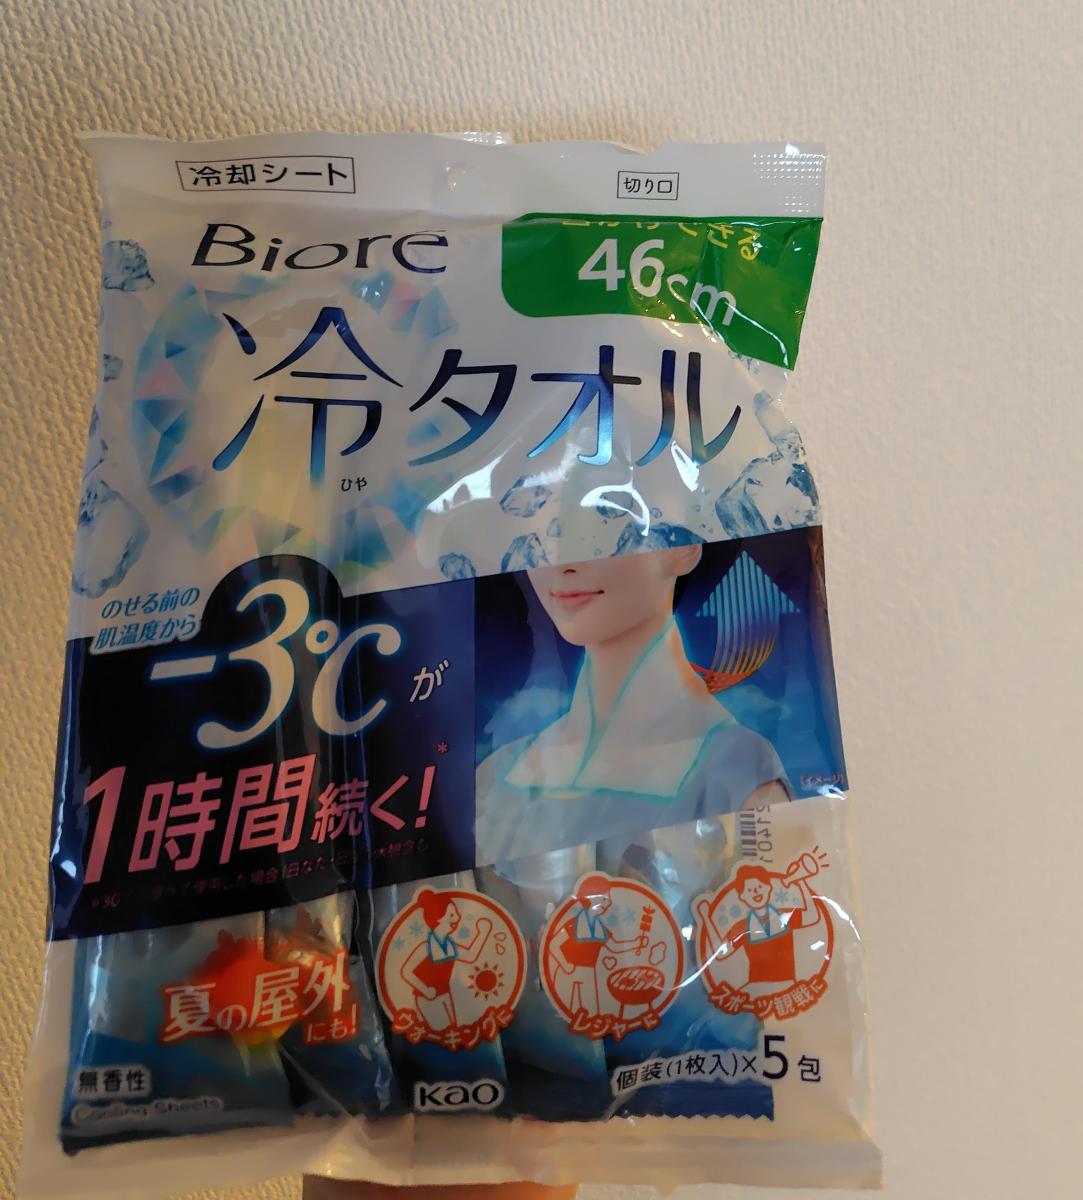 冷却シート
切り口
Bioré
46cm
冷タオル
ひや
のせる前の
肌温度から
-3℃が
1時間続く!*
(イメージ)
21401
夏の屋外
にも!
ウォーキングに
レジャーに
スポーツ観戦に
無香性
Cooling Sheets
Kao
個装(1枚入)×5包